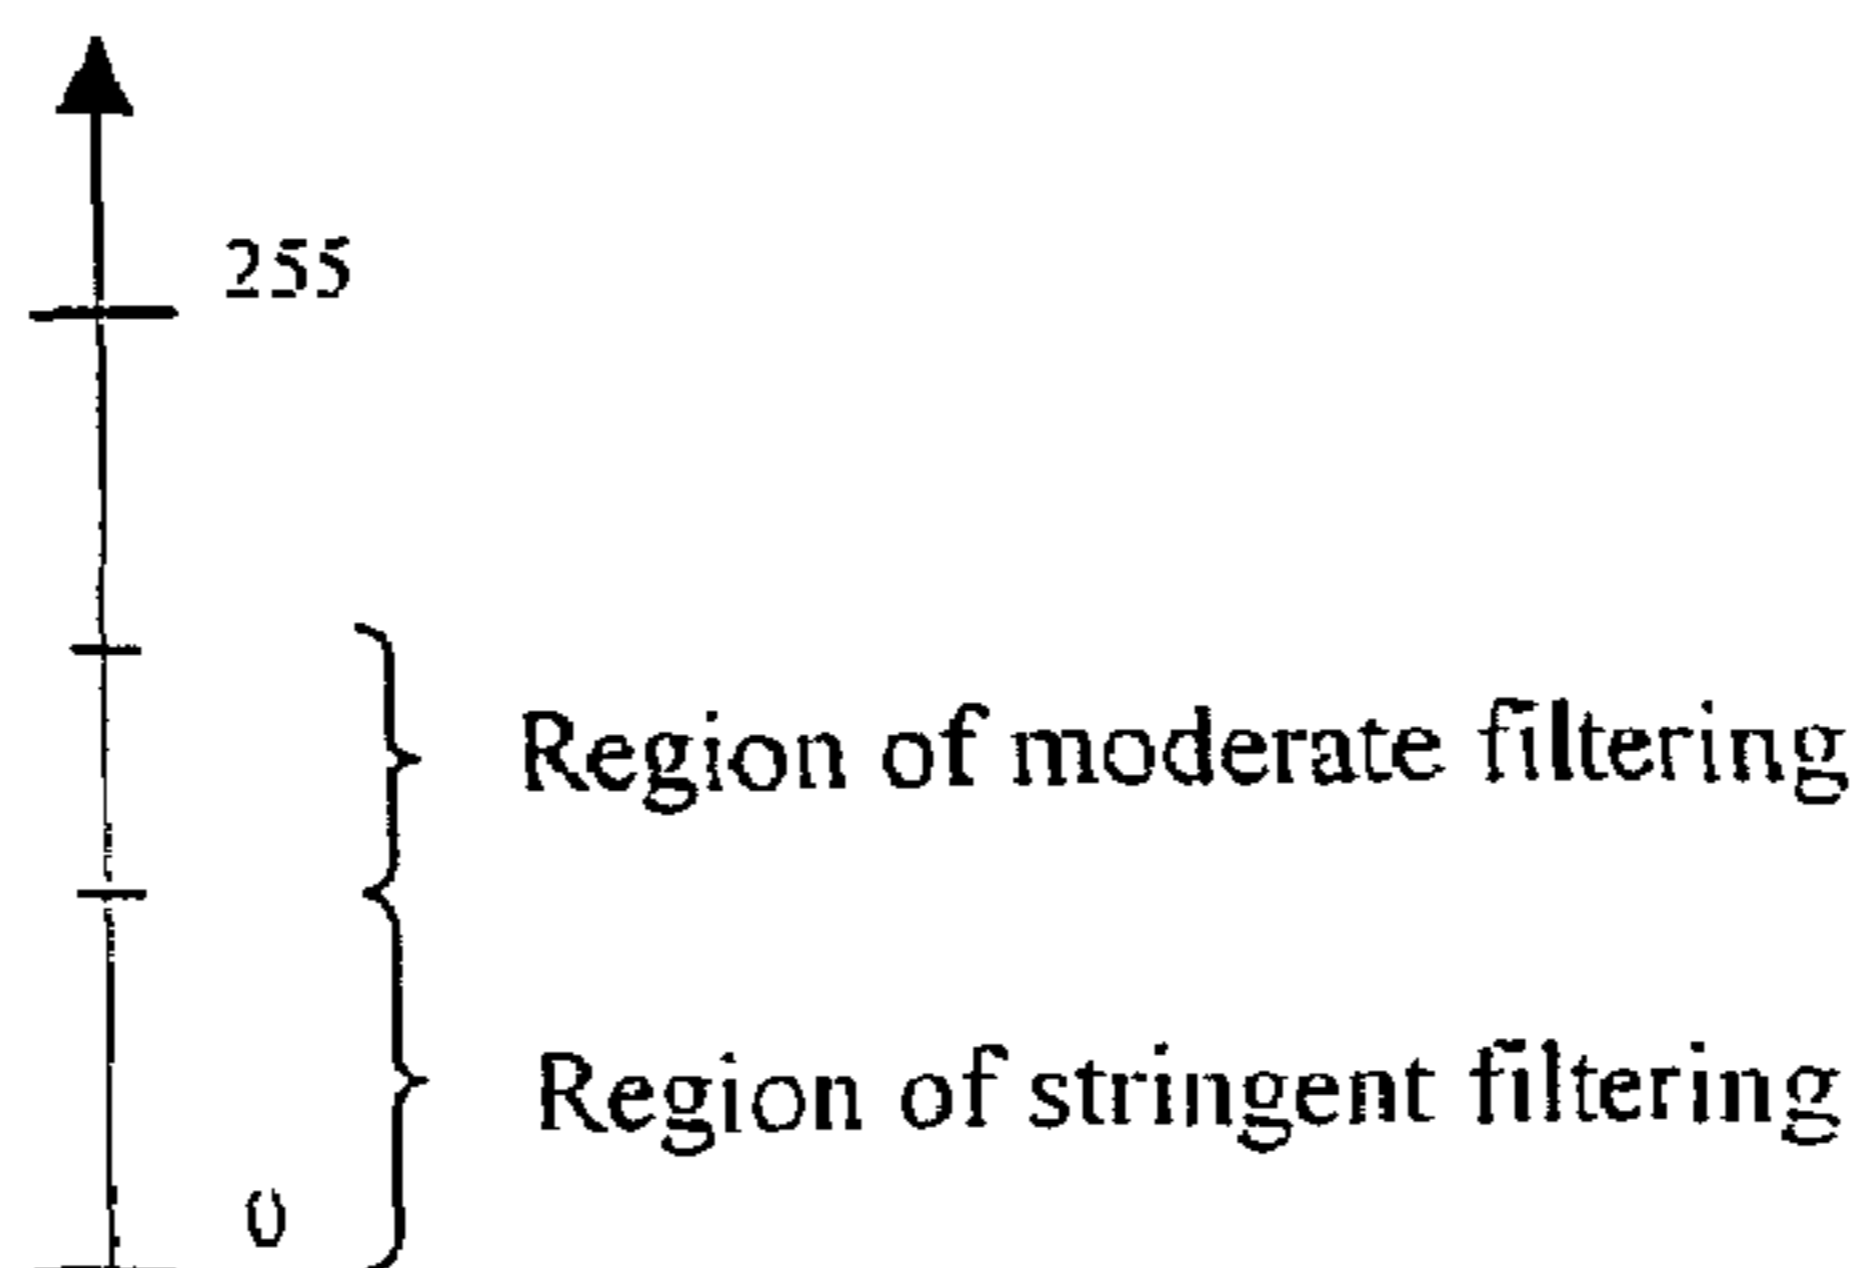 255
Region of moderate filtering
Region of stringent filtering
0